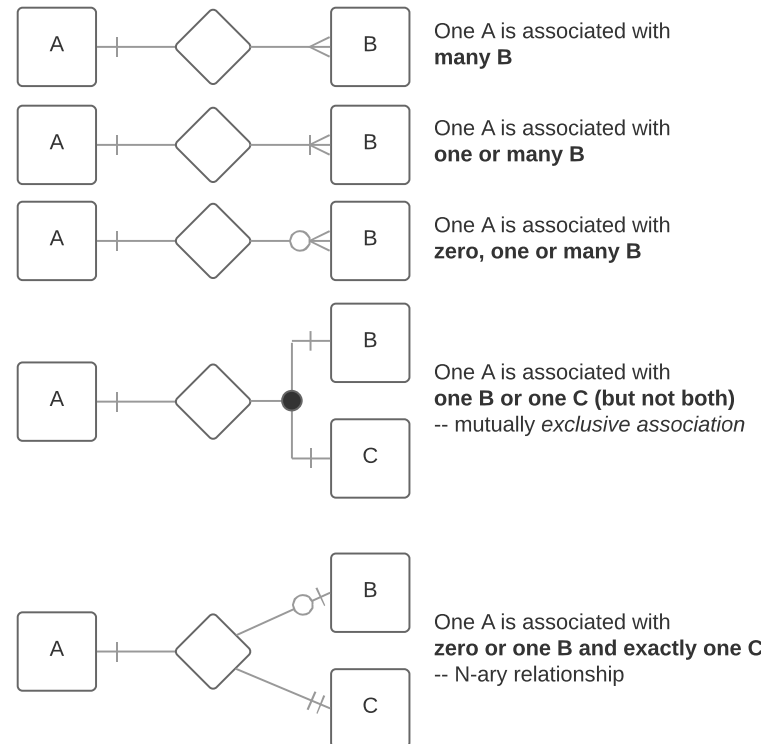 A
B
One A is associated with
many B
A
B
One A is associated with
one or many B
A
B
One A is associated with
zero, one or many B
A
B
C
One A is associated with
one B or one C (but not both)
-- mutually exclusive association
A
B
C
One A is associated with
zero or one B and exactly one C
-- N-ary relationship